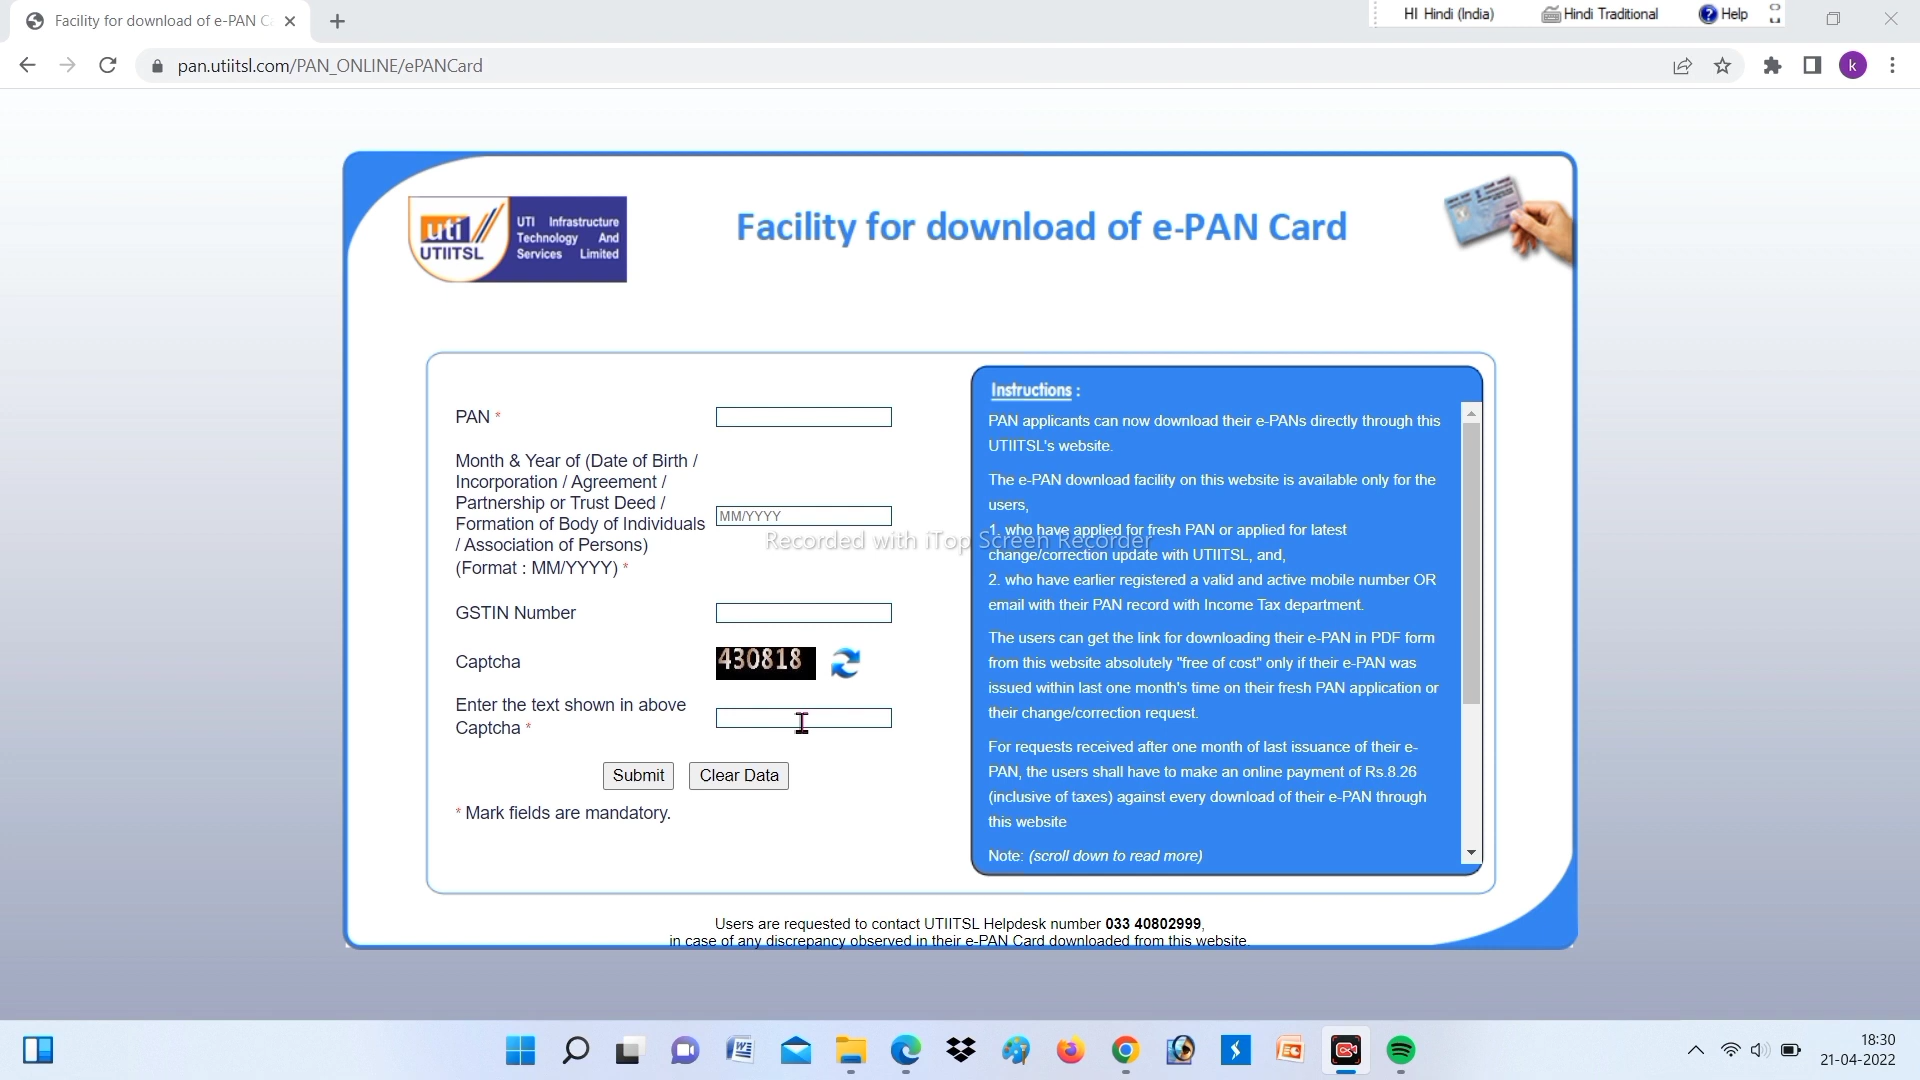 Facility for download of e-PAN C
HI Hindi (India)
Hindi Traditional
Help
pan.utiitsl.com/PAN_ONLINE/ePANCard
k
uti
UTIITSL
UTI Infrastructure
Technology And
Services Limited
Facility for download of e-PAN Card
PAN *
Month & Year of (Date of Birth /
Incorporation / Agreement /
Partnership or Trust Deed /
Formation of Body of Individuals
/ Association of Persons)
(Format : MM/YYYY) *
MM/YYYY
GSTIN Number
Captcha
430818
Enter the text shown in above
Captcha *
Submit
Clear Data
* Mark fields are mandatory.
Instructions :
PAN applicants can now download their e-PANs directly through this
UTIITSL's website.
The e-PAN download facility on this website is available only for the
users,
1. who have applied for fresh PAN or applied for latest
change/correction update with UTIITSL, and,
2. who have earlier registered a valid and active mobile number OR
email with their PAN record with Income Tax department.
The users can get the link for downloading their e-PAN in PDF form
from this website absolutely "free of cost" only if their e-PAN was
issued within last one month's time on their fresh PAN application or
their change/correction request.
For requests received after one month of last issuance of their e-
PAN, the users shall have to make an online payment of Rs.8.26
(inclusive of taxes) against every download of their e-PAN through
this website
Note: (scroll down to read more)
Recorded with iTop Screen Recorder
Users are requested to contact UTIITSL Helpdesk number 033 40802999,
in case of any discrepancy observed in their e-PAN Card downloaded from this website.
18:30
21-04-2022